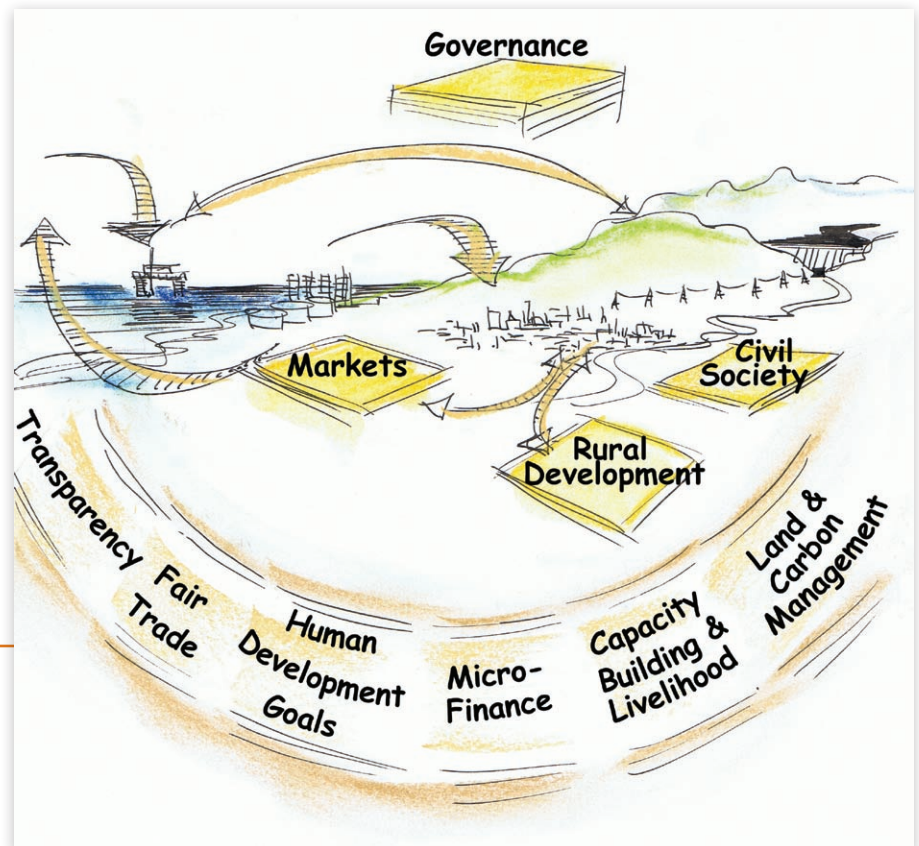 Governance
Markets
Civil
Society
Rural
Development
Transparency
Fair
Trade
Human
Development
Goals
Micro-
Finance
Capacity
Building &
Livelihood
Land &
Carbon
Management